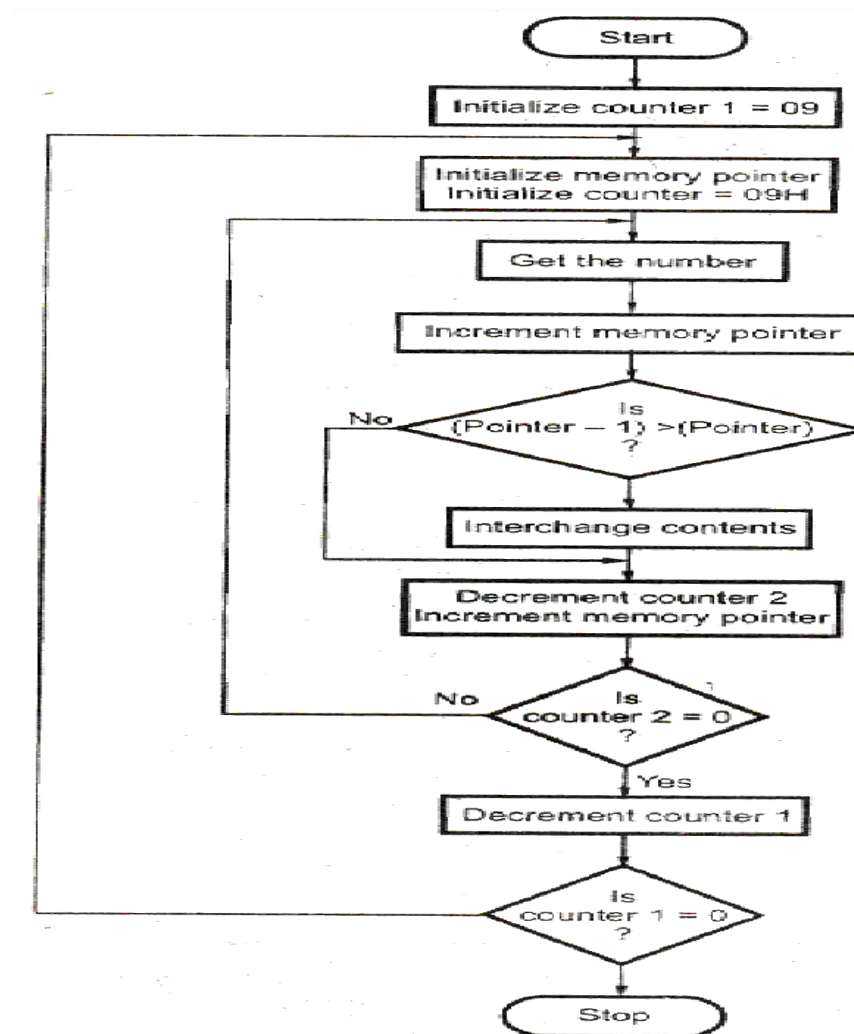 Start
Initialize counter 1 = 09
Initialize memory pointer
Initialize counter = 09H
Get the number
Increment memory pointer
Is
(Pointer – 1) >(Pointer)
?
No
Interchange contents
Decrement counter 2
Increment memory pointer
Is
counter 2 = 0
?
No
Yes
Decrement counter 1
Is
counter 1 = 0
?
Stop